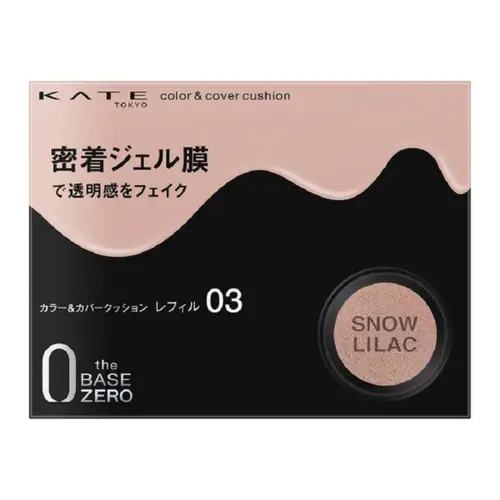 KATE
TOKYO
color & cover cushion
密着ジェル膜
で透明感をフェイク
カラー&カバークッション レフィル 03
0 the
BASE
ZERO
SNOW
LILAC